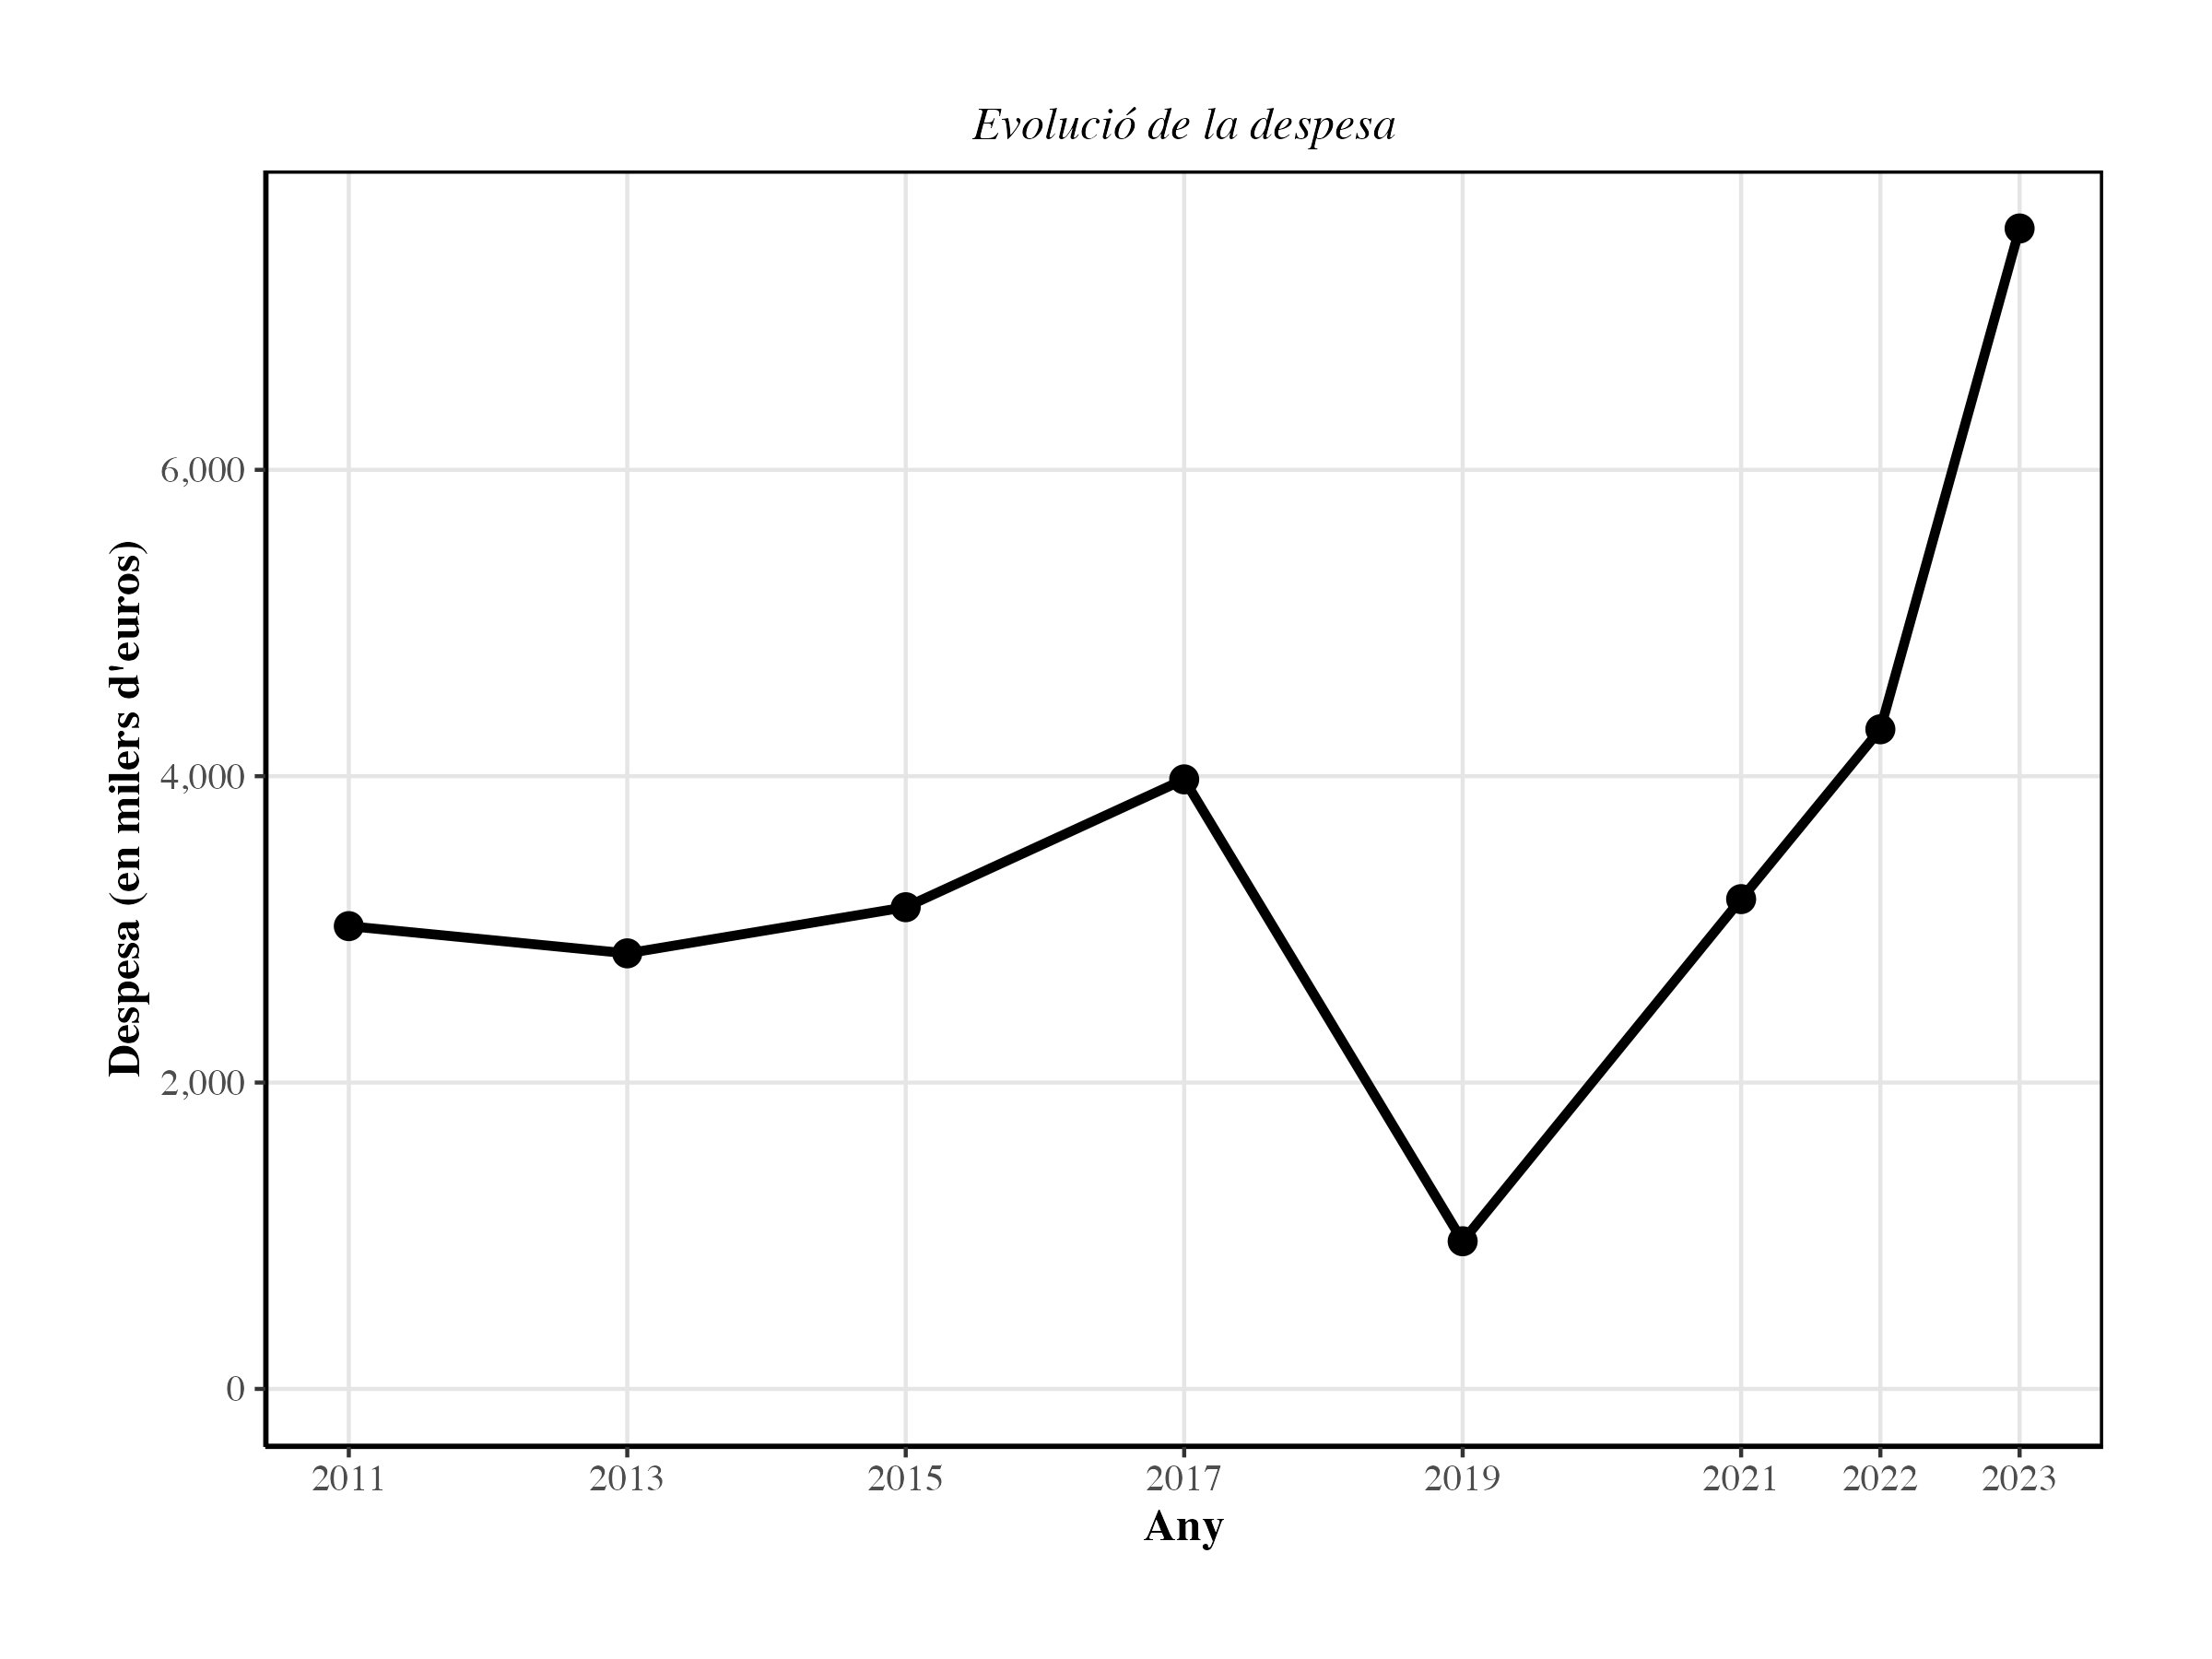 Evolució de la despesa
Despesa (en milers d'euros)
6,000
4,000
2,000
0
2011 2013 2015 2017 2019 2021 2022 2023
Any